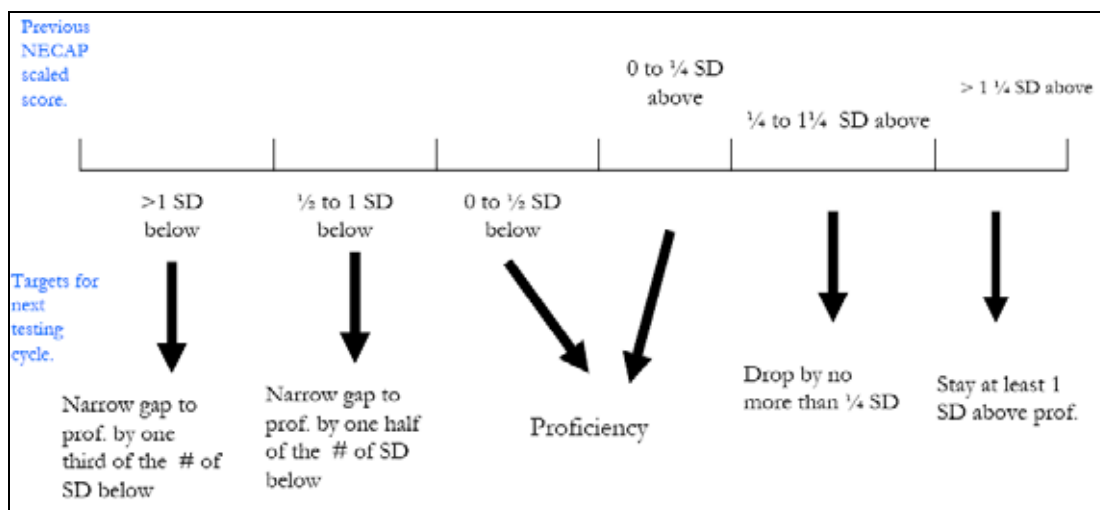 Previous
NECAP
scaled
score.
0 to ¼ SD
above
¼ to 1¼ SD above
> 1 ¼ SD above
>1 SD
below
½ to 1 SD
below
0 to ½ SD
below
Targets for
next
testing
cycle.
Narrow gap to
prof. by one
third of the # of
SD below
Narrow gap to
prof. by one half
of the # of SD
below
Proficiency
Drop by no
more than ¼ SD
Stay at least 1
SD above prof.